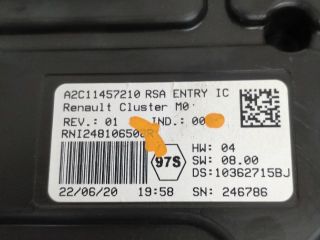 A2C11457210 RSA ENTRY IC
Renault Cluster M0
REV.: 01 IND.: 00
RNI248106500R
97S
HW: 04
SW: 08.00
DS:10362715BJ
22/06/20 19:58 SN: 246786